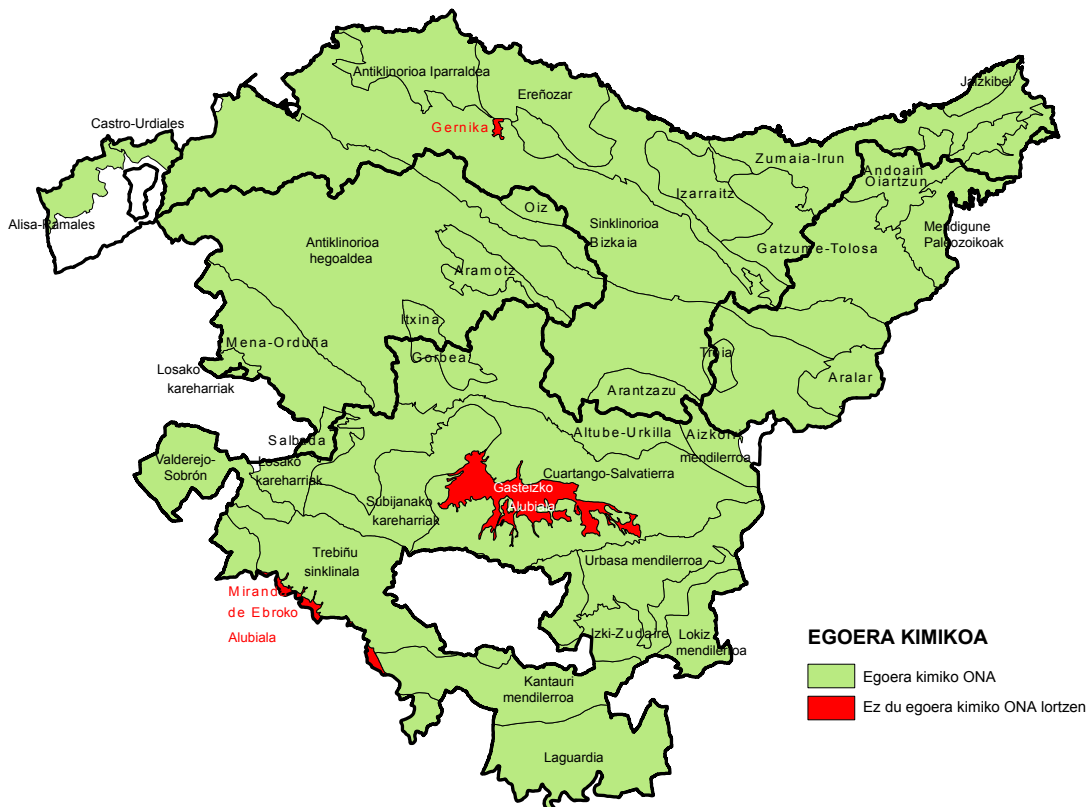 Antiklinorioa Iparraldea
Ereñozar
Jaizkibel
Castro-Urdiales
Gernika
Zumaia-Irun
Andoain
Oiartzun
Izarraitz
Oiz
Alisa-Ramales
Sinklinorioa
Bizkaia
Mendigune
Paleozoikoak
Antiklinorioa
hegoaldea
Gatzume-Tolosa
Aramotz
Itxina
Mena-Orduña
Gorbea
Troia
Losako
kareharriak
Aralar
Arantzazu
Salbada
Altube-Urkilla
Aizkorri
mendilerroa
Valderejo-
Sobrón
Losako
kareharriak
Cuartango-Salvatierra
Gasteizko
Alubiala
Subijanako
kareharriak
Trebiñu
sinklinala
Urbasa mendilerroa
Miranda
de Ebroko
Alubiala
Izki-Zudaire
Lokiz
mendilerroa
EGOERA KIMIKOA
Egoera kimiko ONA
Ez du egoera kimiko ONA lortzen
Kantauri
mendilerroa
Laguardia